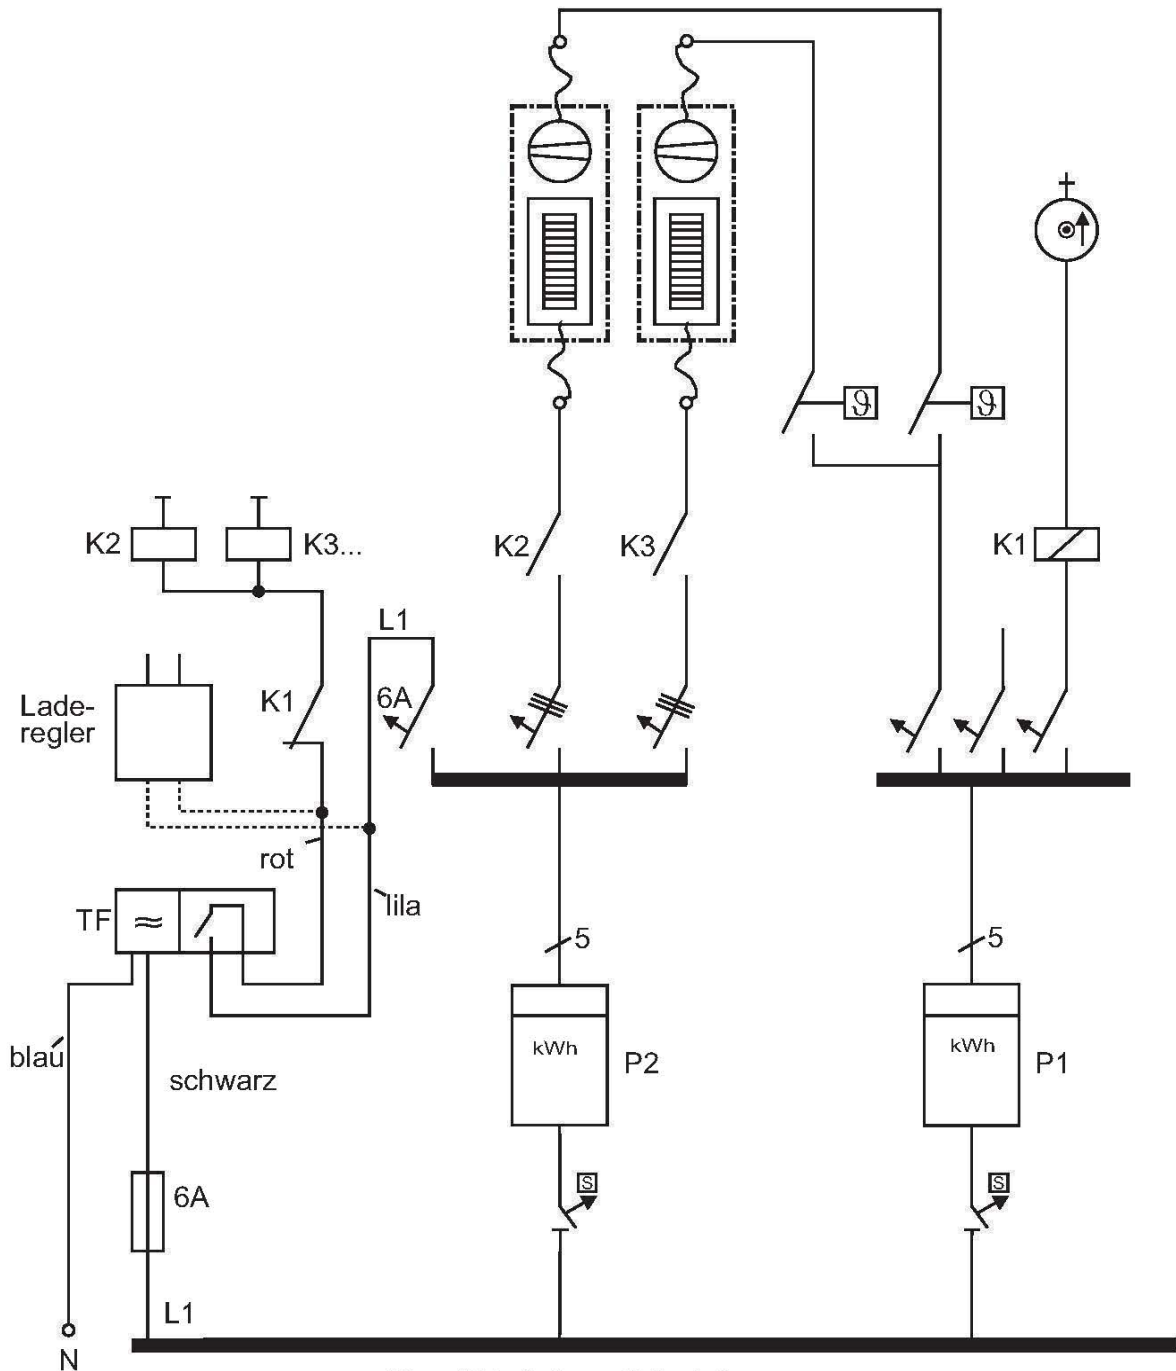 ϑ
ϑ
K2
K3...
K2
K3
K1
L1
Lade-
regler
K1
6A
rot
TF
≈
lila
5
5
blau
kWh
P2
kWh
P1
schwarz
6A
S
S
L1
N